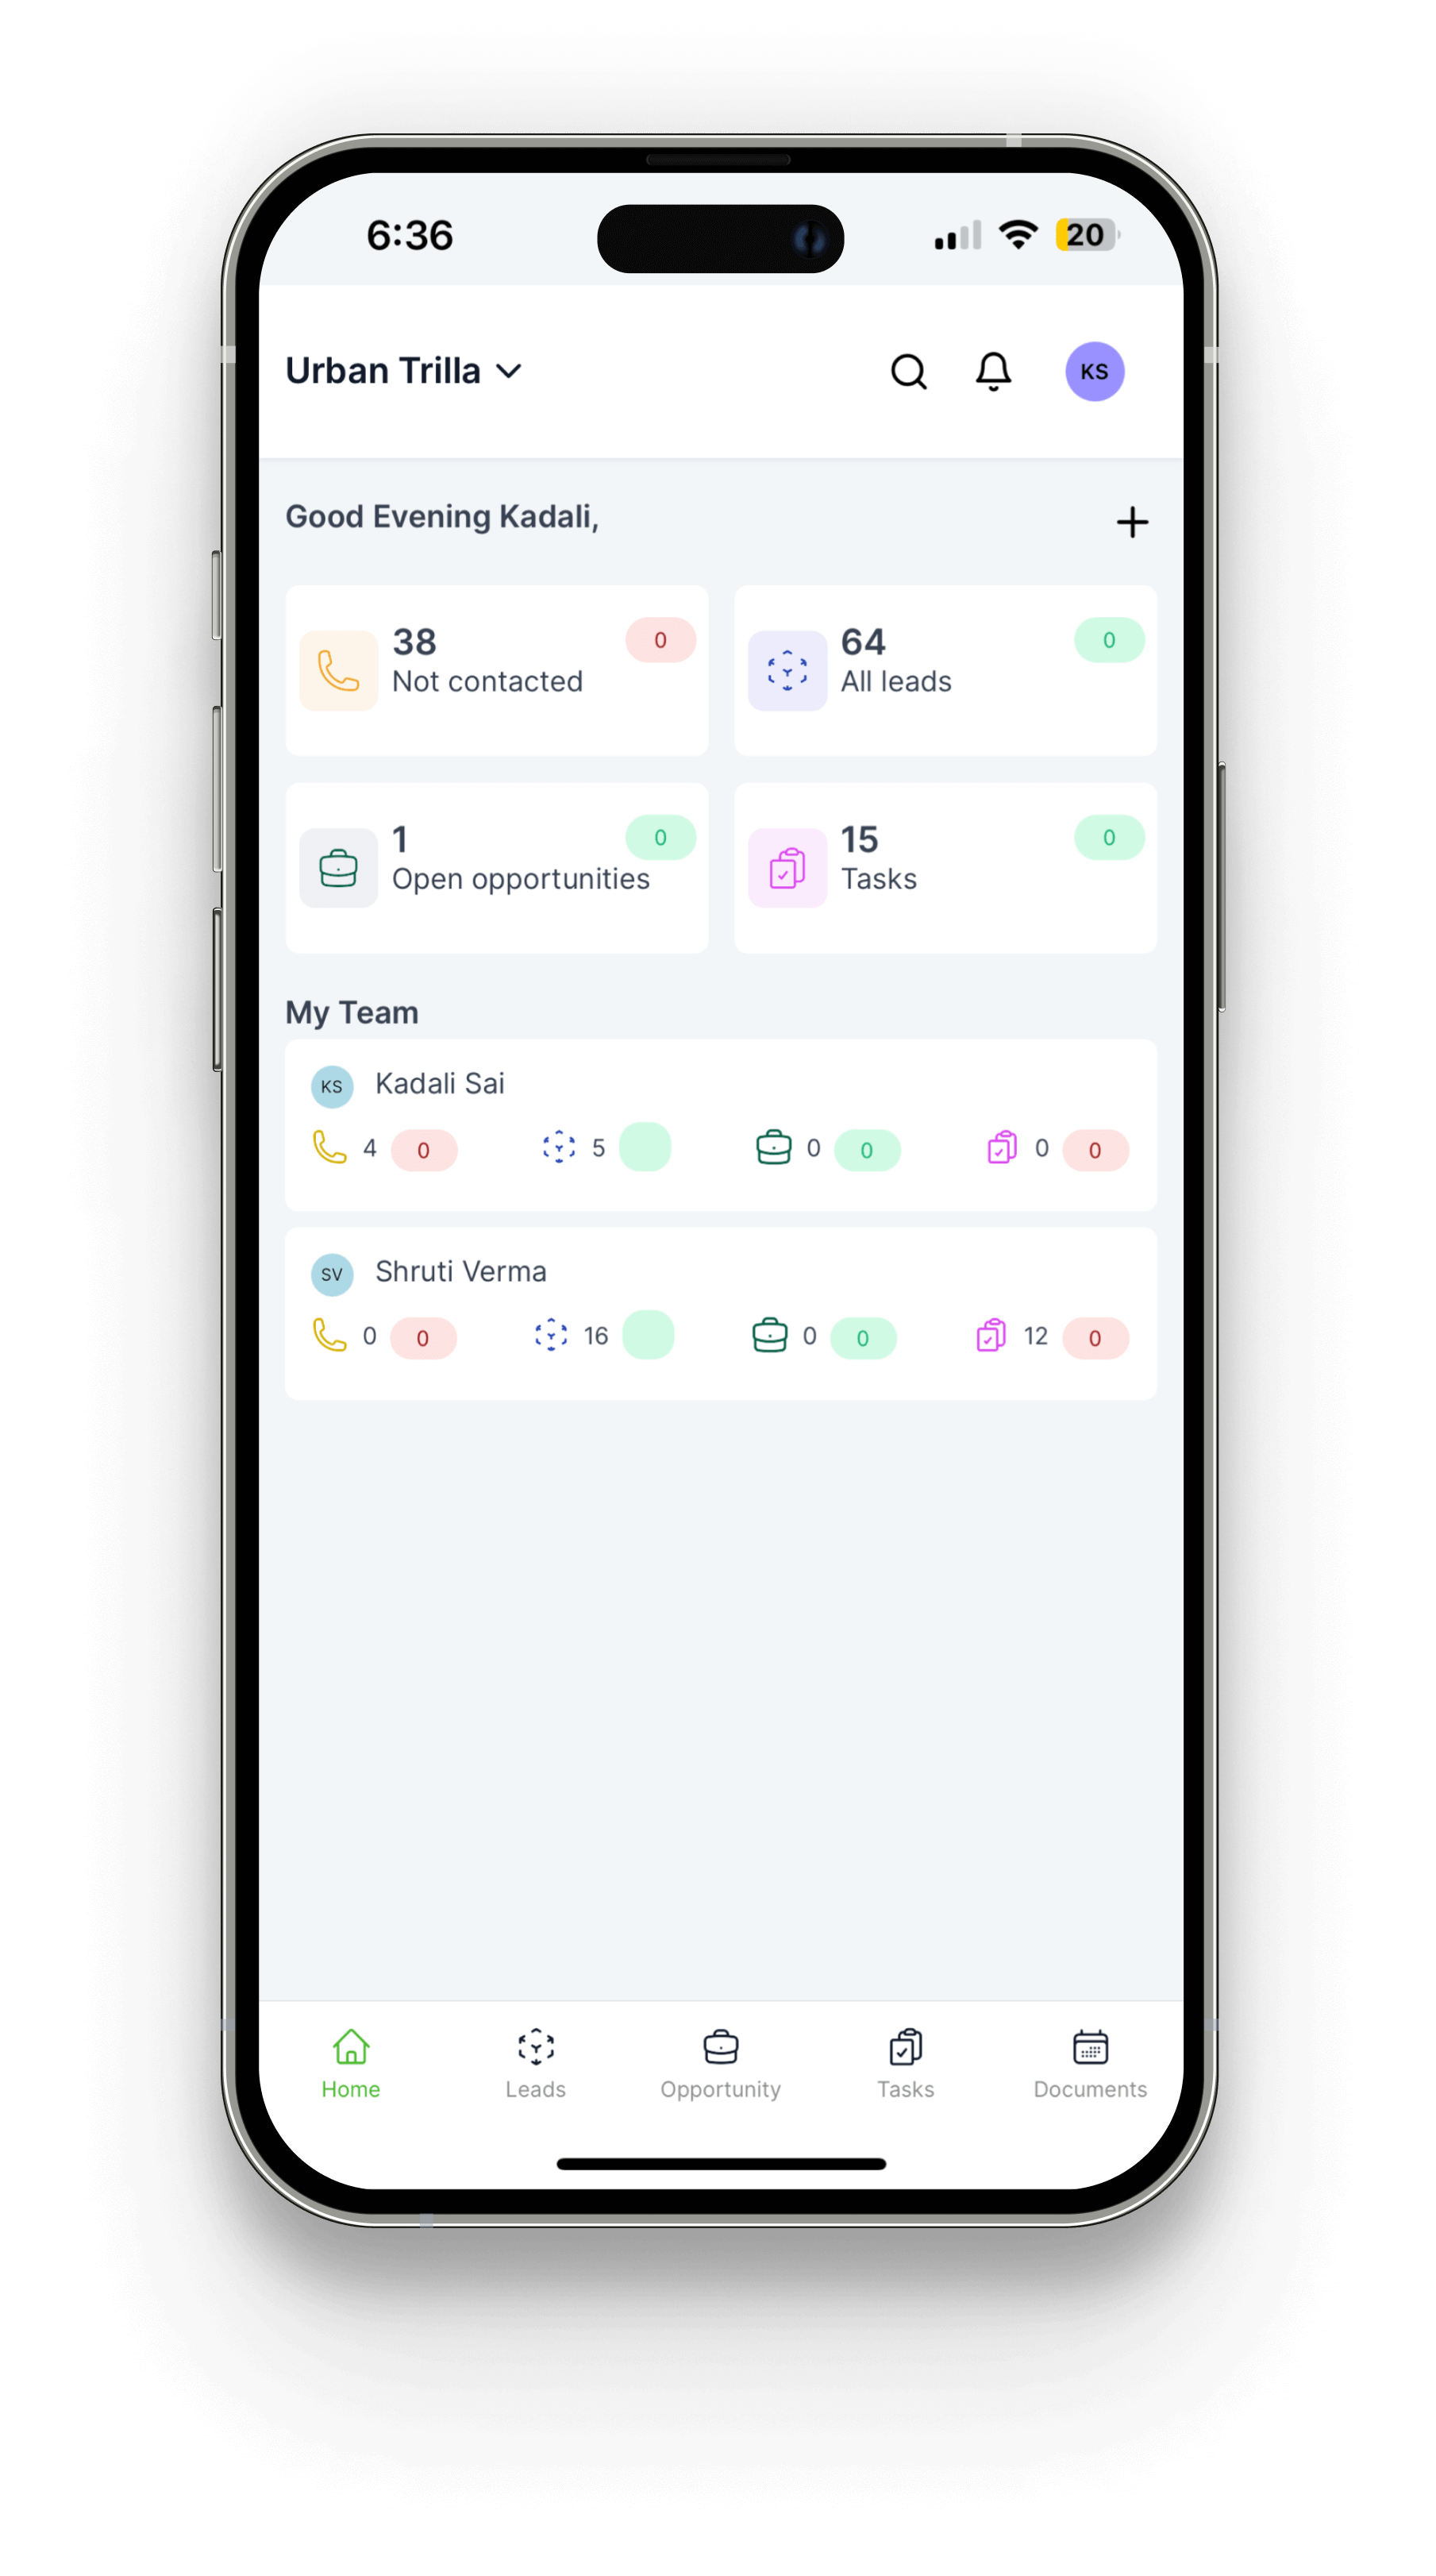 6:36 20
Urban Trilla KS
Good Evening Kadali,
38 0
Not contacted
64 0
All leads
1 0
Open opportunities
15 0
Tasks
My Team
KS Kadali Sai
4 0 5 0 0 0 0
SV Shruti Verma
0 0 16 0 0 12 0
Home Leads Opportunity Tasks Documents